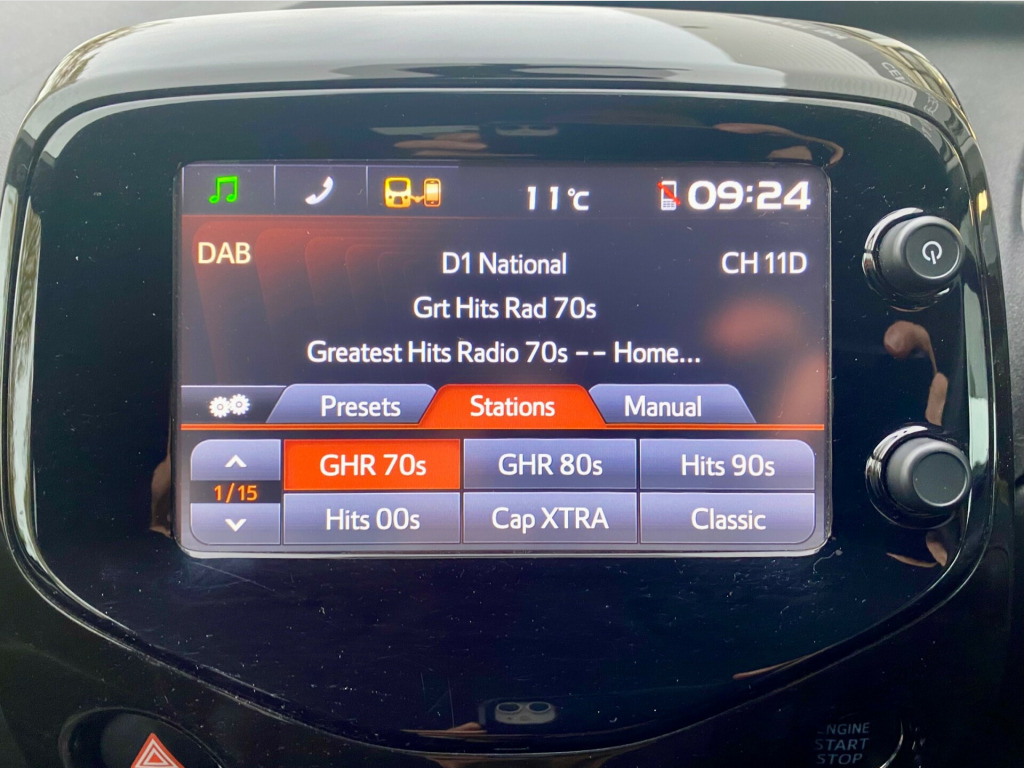 11°C 09:24
DAB D1 National CH 11D
Grt Hits Rad 70s
Greatest Hits Radio 70s -- Home...
Presets Stations Manual
GHR 70s GHR 80s Hits 90s
1/15
Hits 00s Cap XTRA Classic
ENGINE
START
STOP